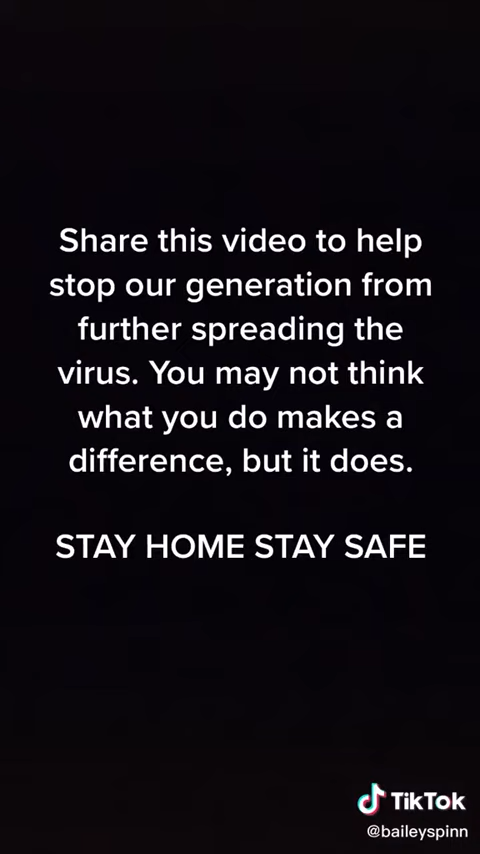 Share this video to help
stop our generation from
further spreading the
virus. You may not think
what you do makes a
difference, but it does.
STAY HOME STAY SAFE
TikTok
@baileyspinn